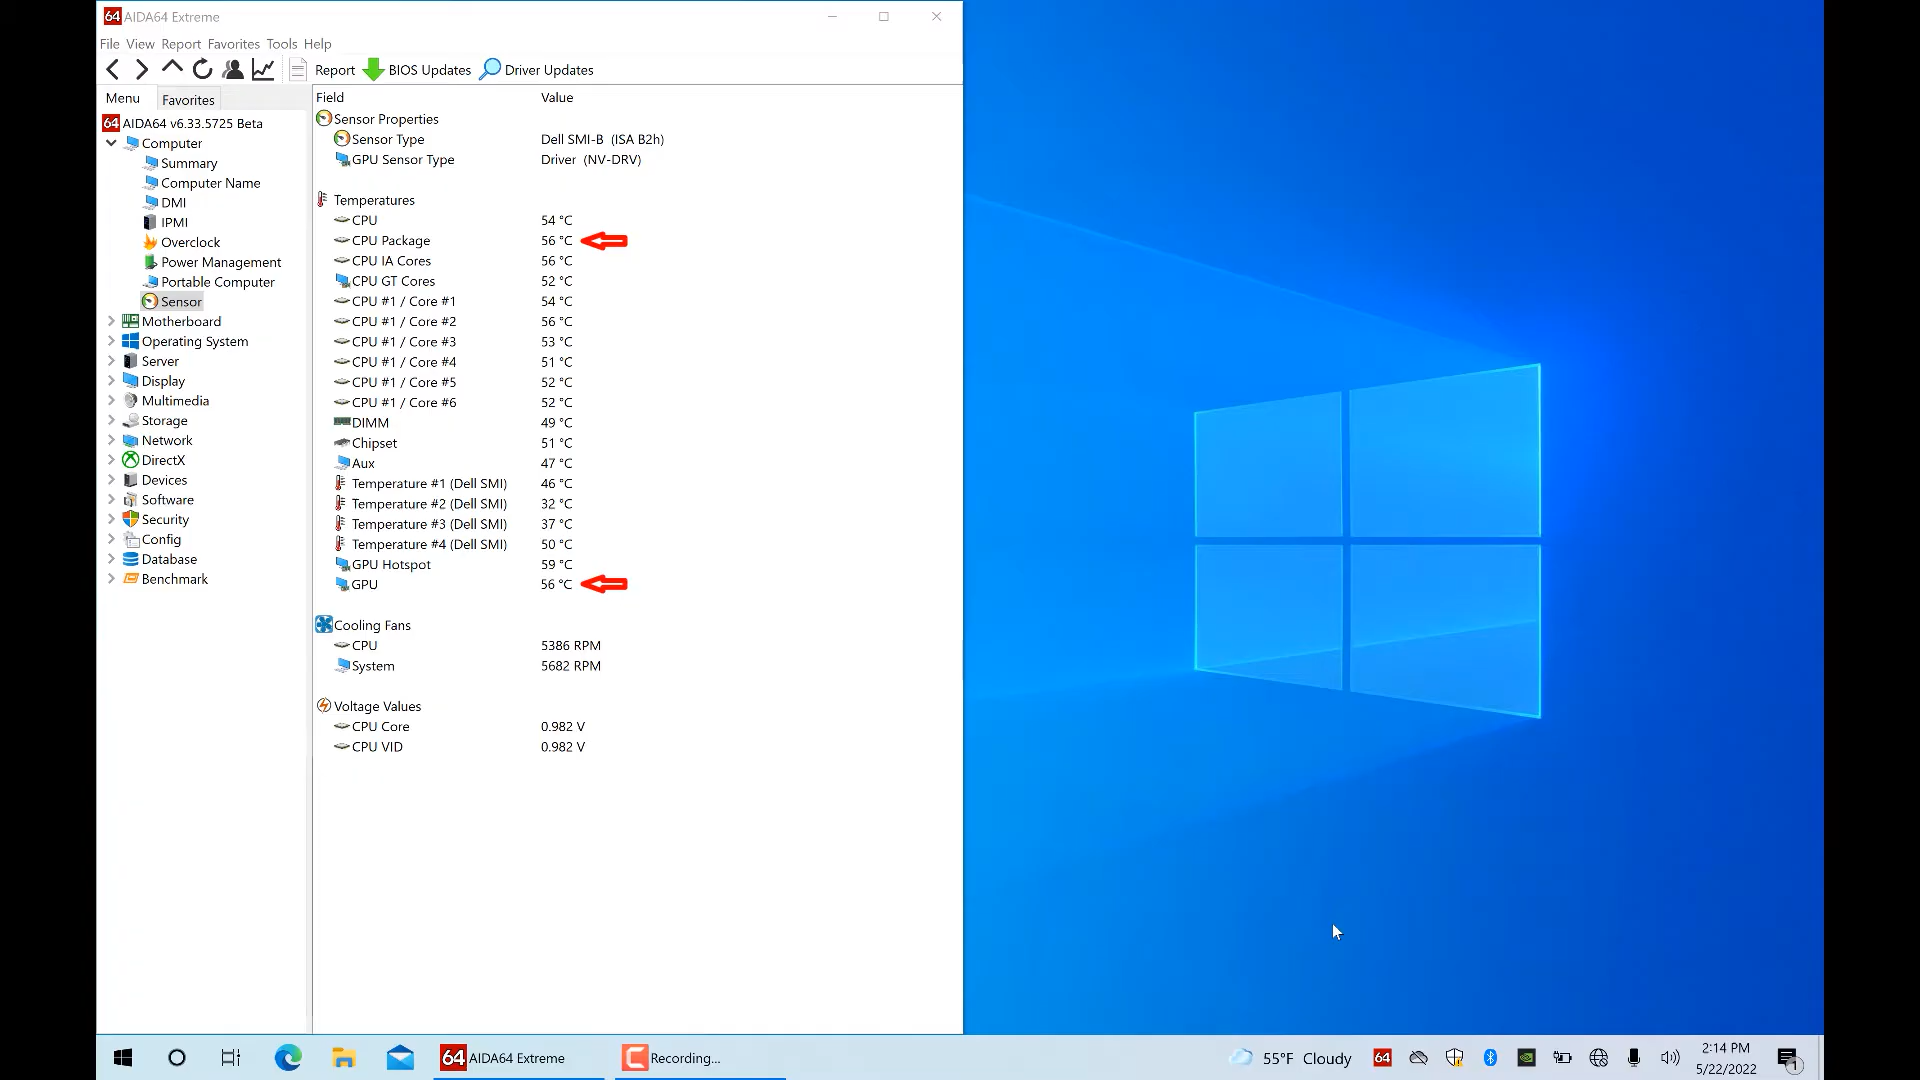 64 AIDA64 Extreme
File View Report Favorites Tools Help
Report BIOS Updates Driver Updates
Menu Favorites
64 AIDA64 v6.33.5725 Beta
Computer
Summary
Computer Name
DMI
IPMI
Overclock
Power Management
Portable Computer
Sensor
Motherboard
Operating System
Server
Display
Multimedia
Storage
Network
DirectX
Devices
Software
Security
Config
Database
Benchmark
Field Value
Sensor Properties
Sensor Type Dell SMI-B (ISA B2h)
GPU Sensor Type Driver (NV-DRV)
Temperatures
CPU 54 °C
CPU Package 56 °C
CPU IA Cores 56 °C
CPU GT Cores 52 °C
CPU #1 / Core #1 54 °C
CPU #1 / Core #2 56 °C
CPU #1 / Core #3 53 °C
CPU #1 / Core #4 51 °C
CPU #1 / Core #5 52 °C
CPU #1 / Core #6 52 °C
DIMM 49 °C
Chipset 51 °C
Aux 47 °C
Temperature #1 (Dell SMI) 46 °C
Temperature #2 (Dell SMI) 32 °C
Temperature #3 (Dell SMI) 37 °C
Temperature #4 (Dell SMI) 50 °C
GPU Hotspot 59 °C
GPU 56 °C
Cooling Fans
CPU 5386 RPM
System 5682 RPM
Voltage Values
CPU Core 0.982 V
CPU VID 0.982 V
64 AIDA64 Extreme
Recording...
55°F Cloudy
64
2:14 PM
5/22/2022
1